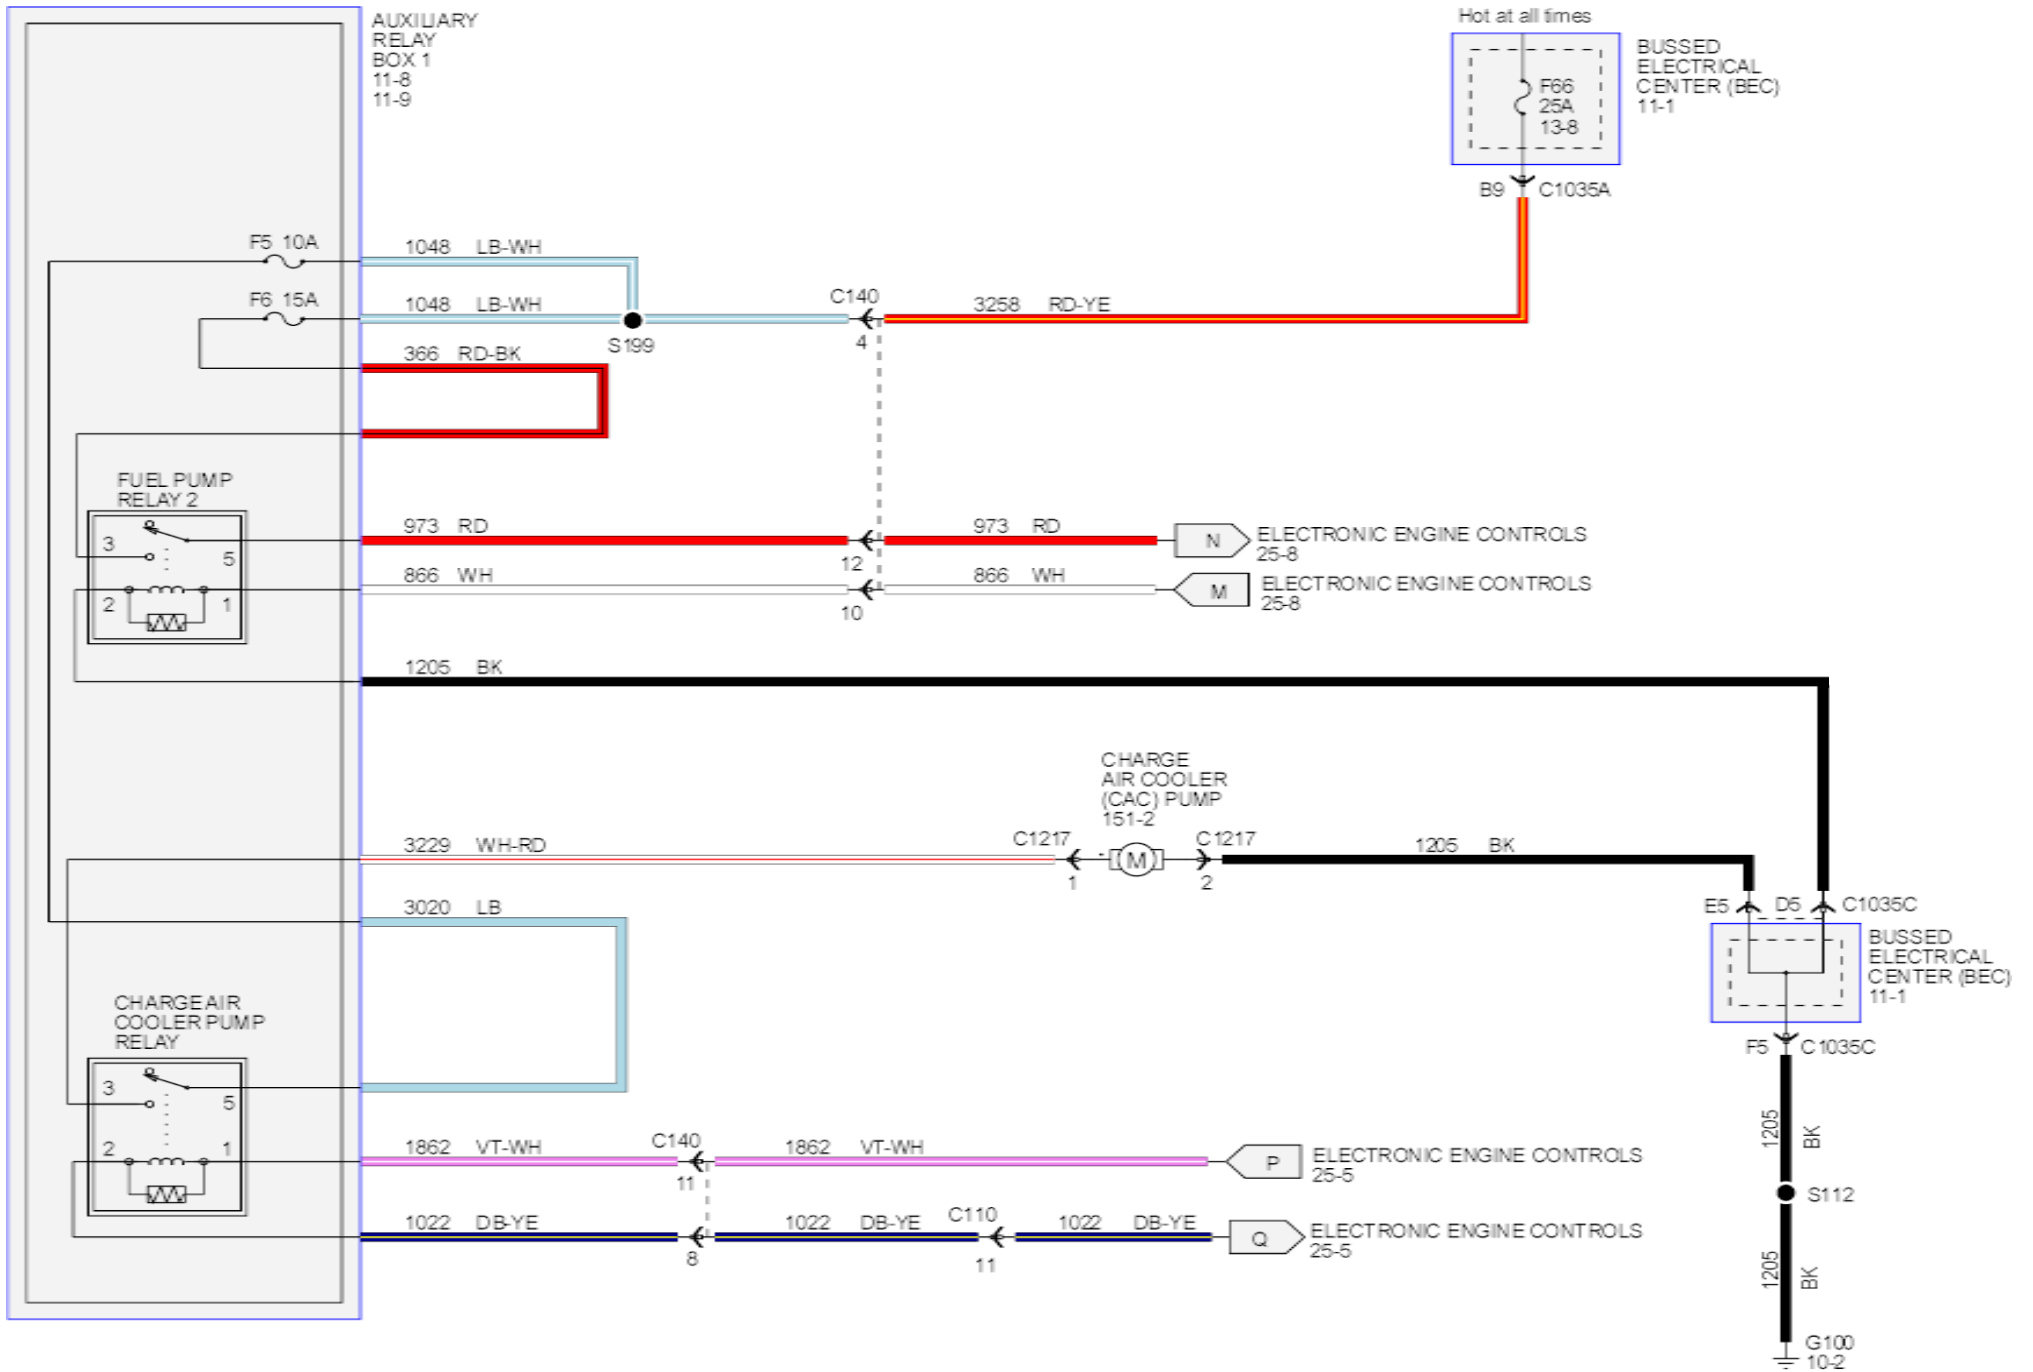 AUXILIARY
RELAY
BOX 1
11-8
11-9
Hot at all times
F66
25A
13-8
BUSSED
ELECTRICAL
CENTER (BEC)
11-1
B9 C1035A
F5 10A
1048 LB-WH
F6 15A
1048 LB-WH
S199
C140
4
3258 RD-YE
366 RD-BK
FUEL PUMP
RELAY 2
3
5
2
1
973 RD
12
973 RD
N
ELECTRONIC ENGINE CONTROLS
25-8
866 WH
10
866 WH
M
ELECTRONIC ENGINE CONTROLS
25-8
1205 BK
CHARGE
AIR COOLER
(CAC) PUMP
151-2
3229 WH-RD
C1217
1
M
C1217
2
1205 BK
E5 D5 C1035C
BUSSED
ELECTRICAL
CENTER (BEC)
11-1
F5 C1035C
3020 LB
CHARGE AIR
COOLER PUMP
RELAY
3
5
2
1
1862 VT-WH
C140
11
1862 VT-WH
P
ELECTRONIC ENGINE CONTROLS
25-5
1022 DB-YE
8
1022 DB-YE
C110
11
1022 DB-YE
Q
ELECTRONIC ENGINE CONTROLS
25-5
1205 BK
S112
1205 BK
G100
10-2